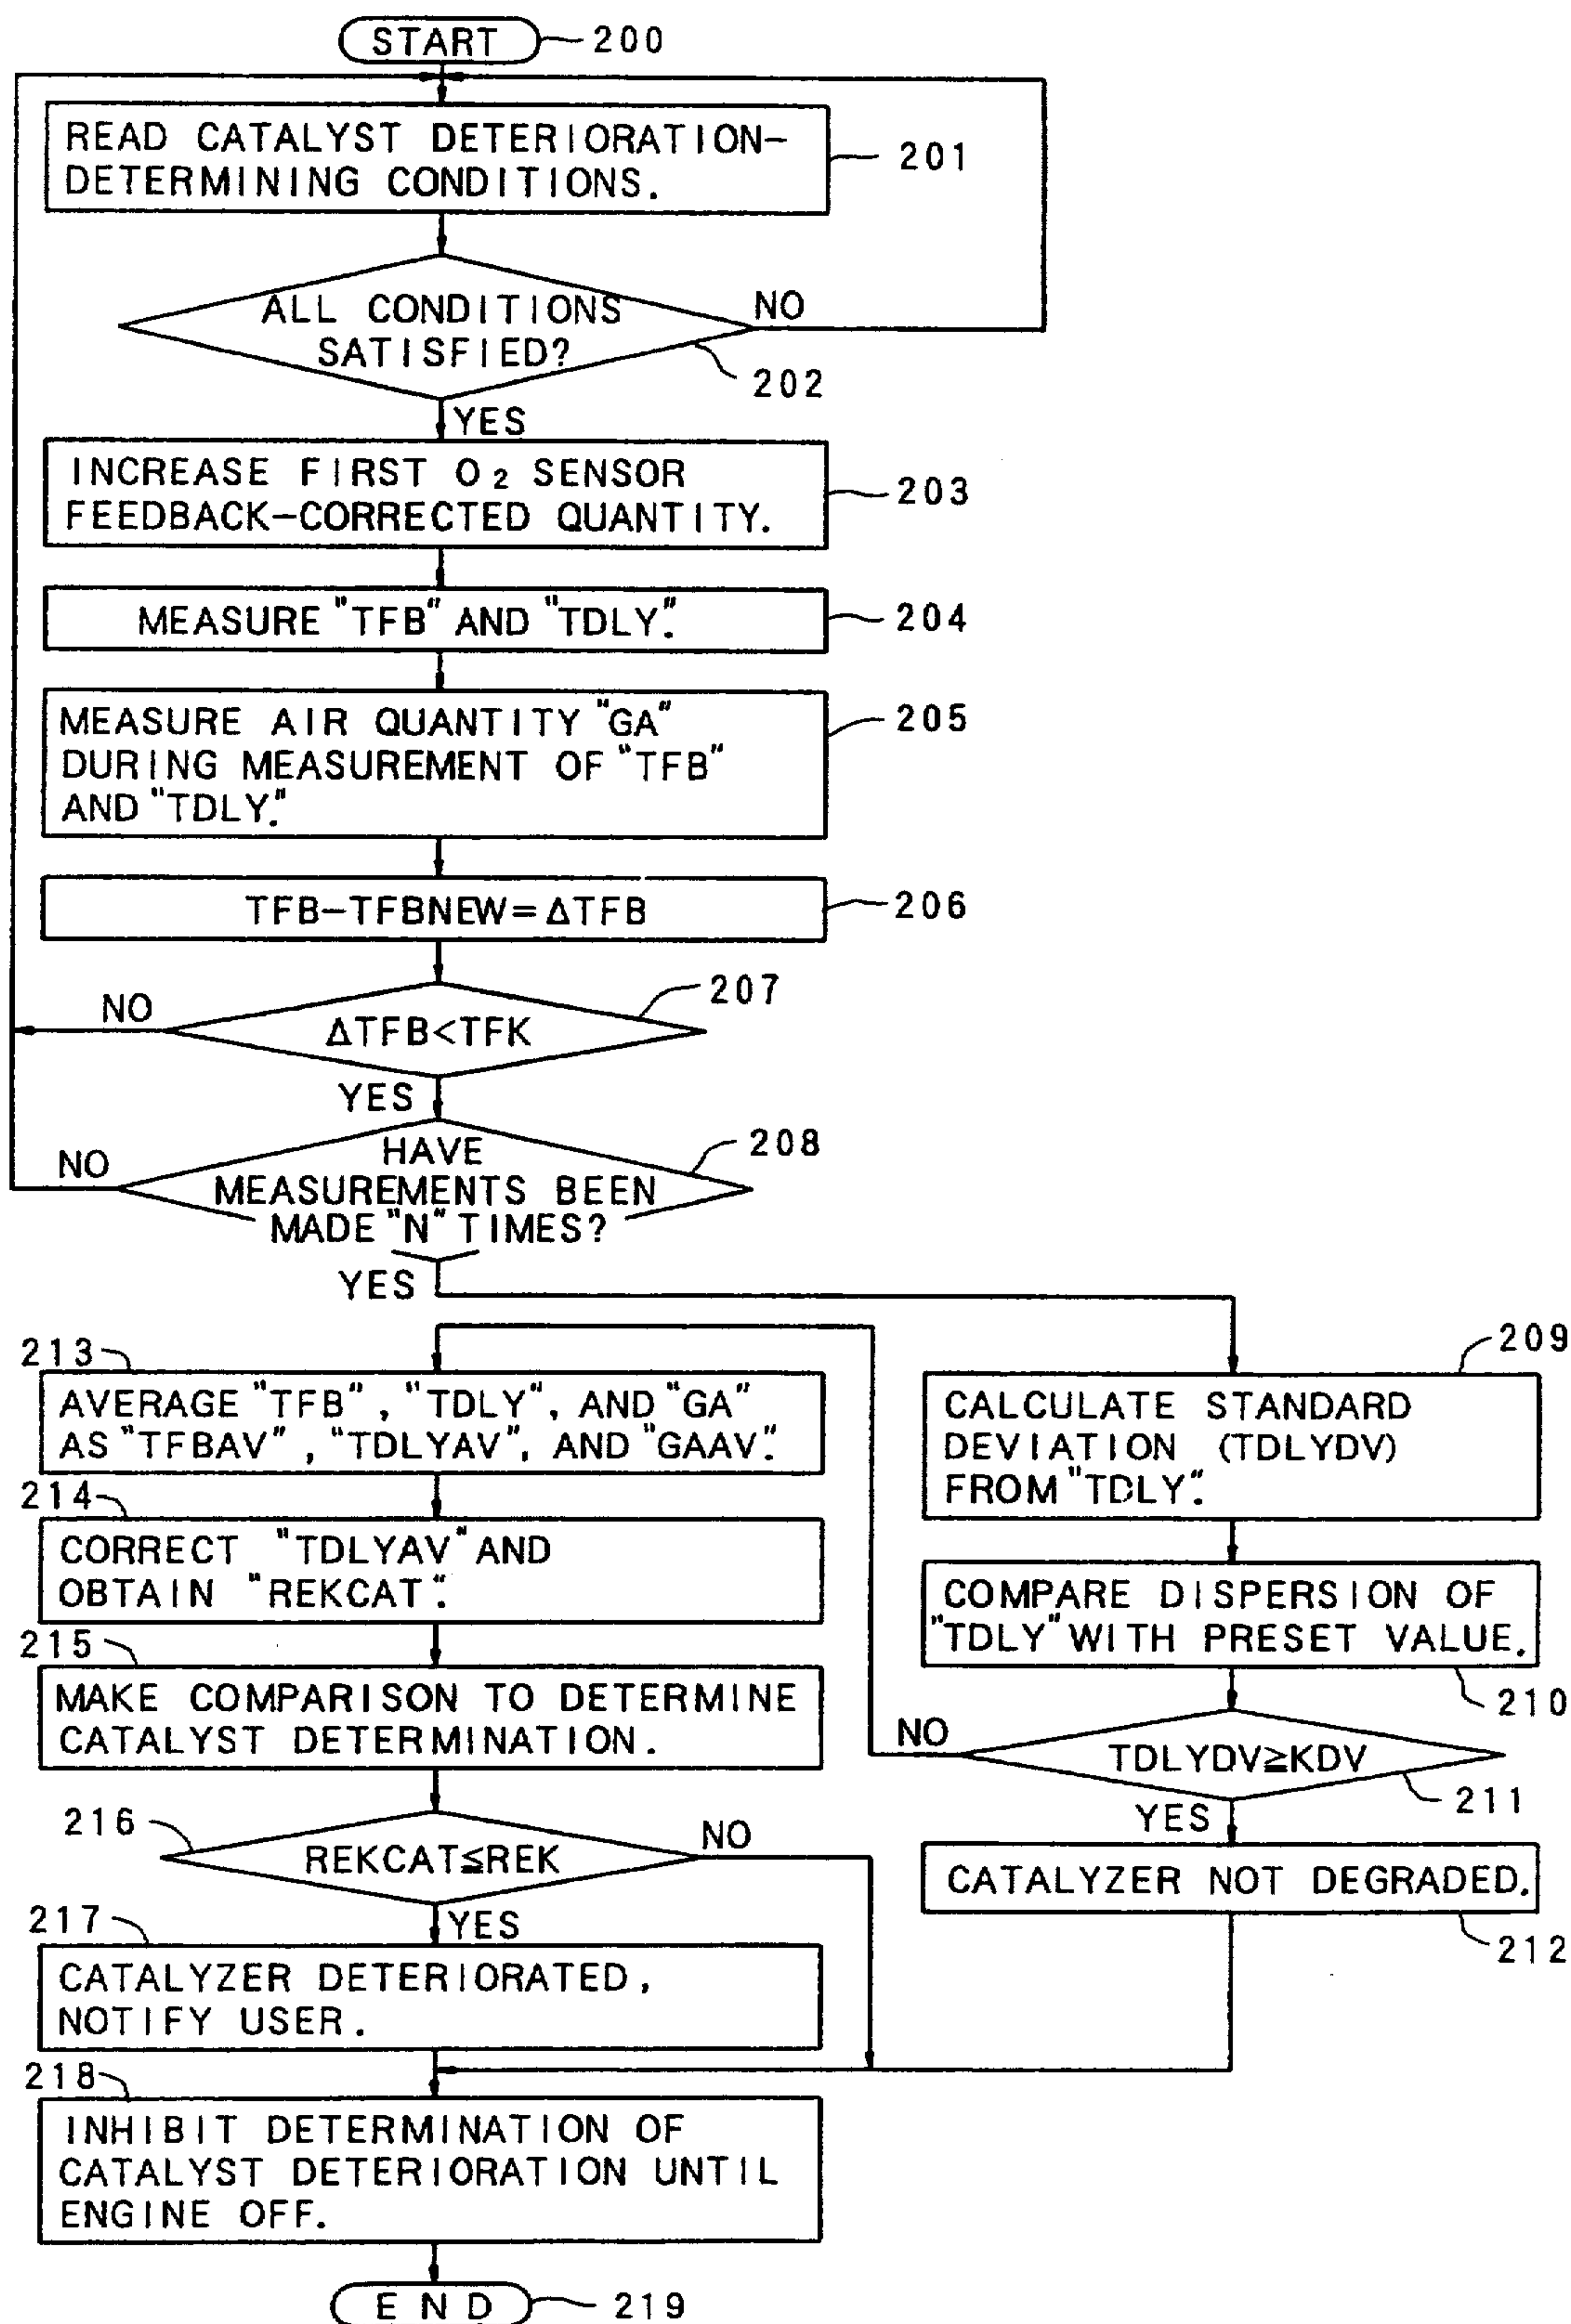 START
200
READ CATALYST DETERIORATION-
DETERMINING CONDITIONS.
201
ALL CONDITIONS
SATISFIED?
NO
202
YES
INCREASE FIRST O₂ SENSOR
FEEDBACK-CORRECTED QUANTITY.
203
MEASURE "TFB" AND "TDLY."
204
MEASURE AIR QUANTITY "GA"
DURING MEASUREMENT OF "TFB"
AND "TDLY."
205
TFB-TFBNEW=ΔTFB
206
207
NO
ΔTFB<TFK
YES
208
NO
HAVE
MEASUREMENTS BEEN
MADE "N" TIMES?
YES
209
CALCULATE STANDARD
DEVIATION (TDLYDV)
FROM "TDLY".
COMPARE DISPERSION OF
"TDLY" WITH PRESET VALUE.
210
NO
TDLYDV≧KDV
211
YES
CATALYZER NOT DEGRADED.
212
213
AVERAGE "TFB", "TDLY", AND "GA"
AS "TFBAV", "TDLYAV", AND "GAAV."
214
CORRECT "TDLYAV" AND
OBTAIN "REKCAT".
215
MAKE COMPARISON TO DETERMINE
CATALYST DETERMINATION.
216
REKCAT≦REK
NO
YES
217
CATALYZER DETERIORATED,
NOTIFY USER.
218
INHIBIT DETERMINATION OF
CATALYST DETERIORATION UNTIL
ENGINE OFF.
END
219